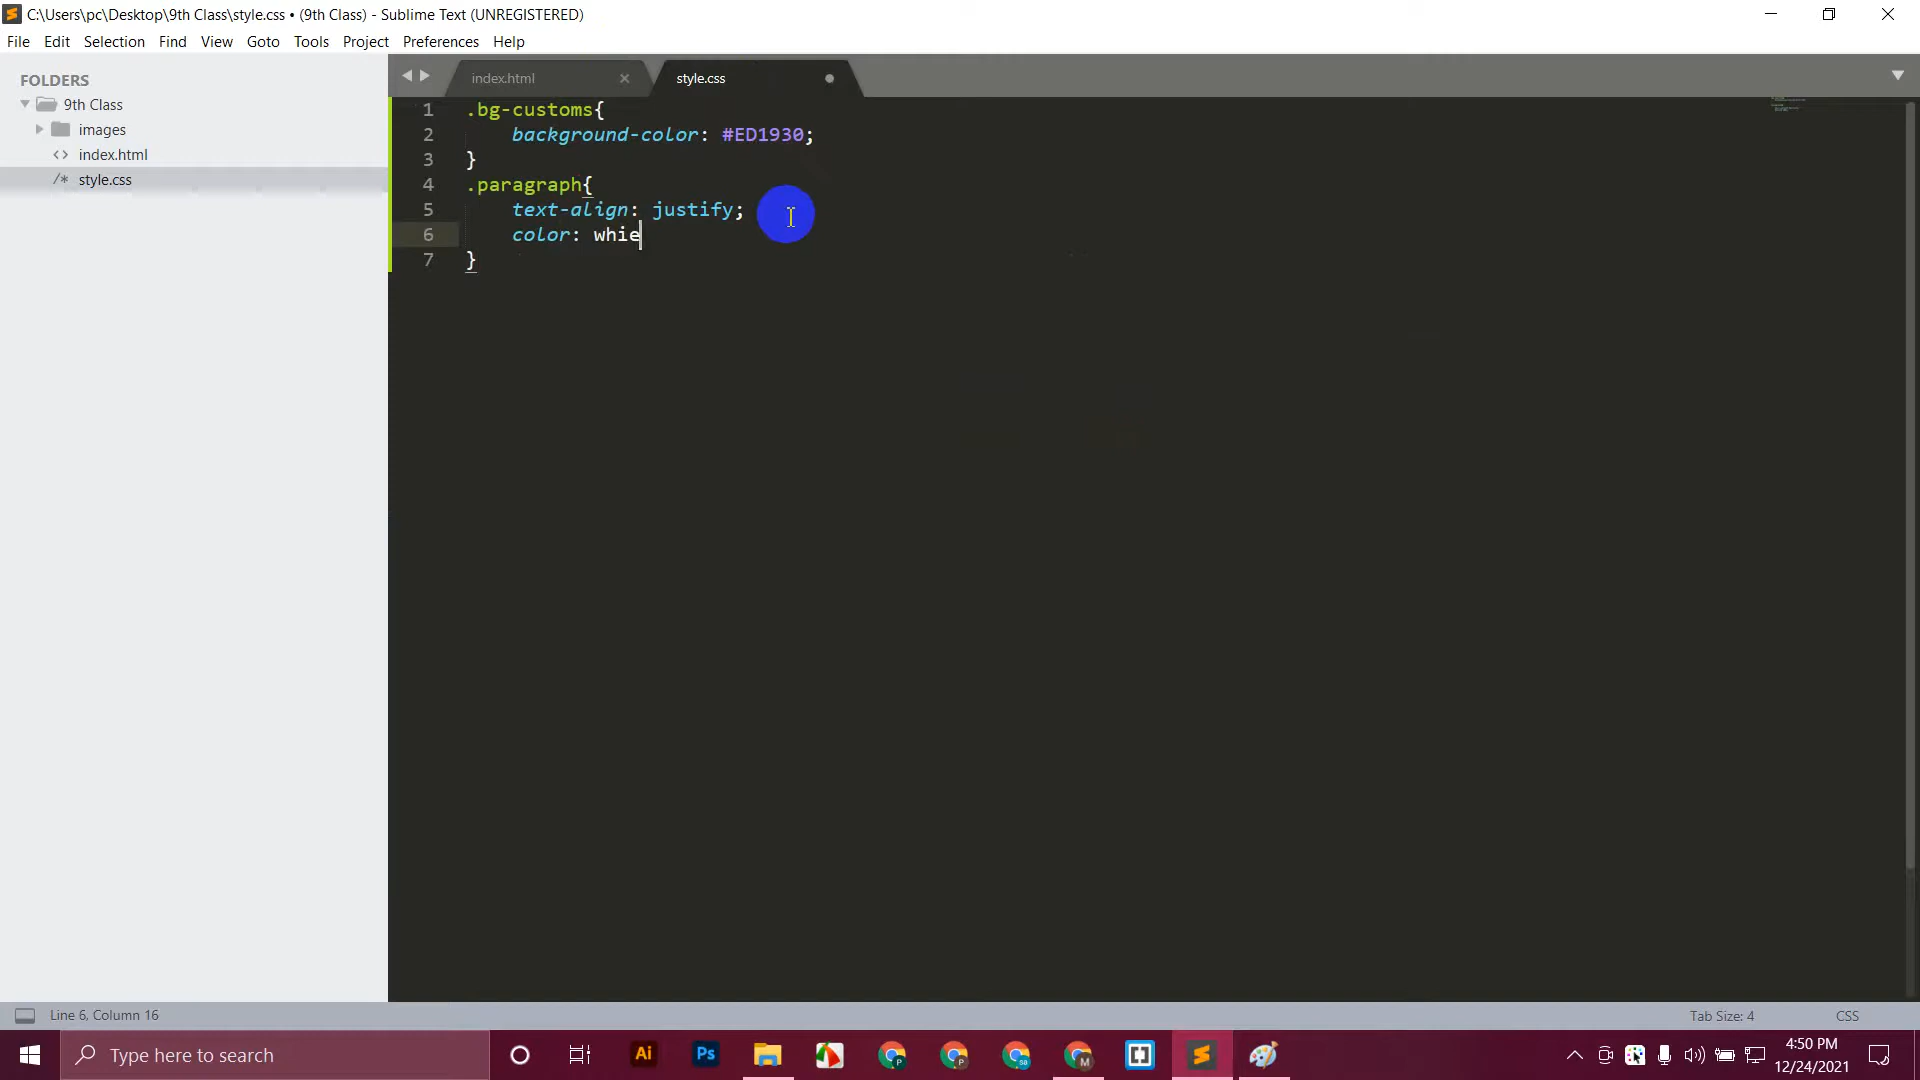 C:\Users\pc\Desktop\9th Class\style.css • (9th Class) - Sublime Text (UNREGISTERED)
File Edit Selection Find View Goto Tools Project Preferences Help
FOLDERS
9th Class
images
<> index.html
/* style.css
index.html
style.css
1 .bg-customs{
2 background-color: #ED1930;
3 }
4 .paragraph{
5 text-align: justify;
6 color: whie
7 }
Line 6, Column 16
Tab Size: 4
CSS
Type here to search
Ai
Ps
4:50 PM
12/24/2021